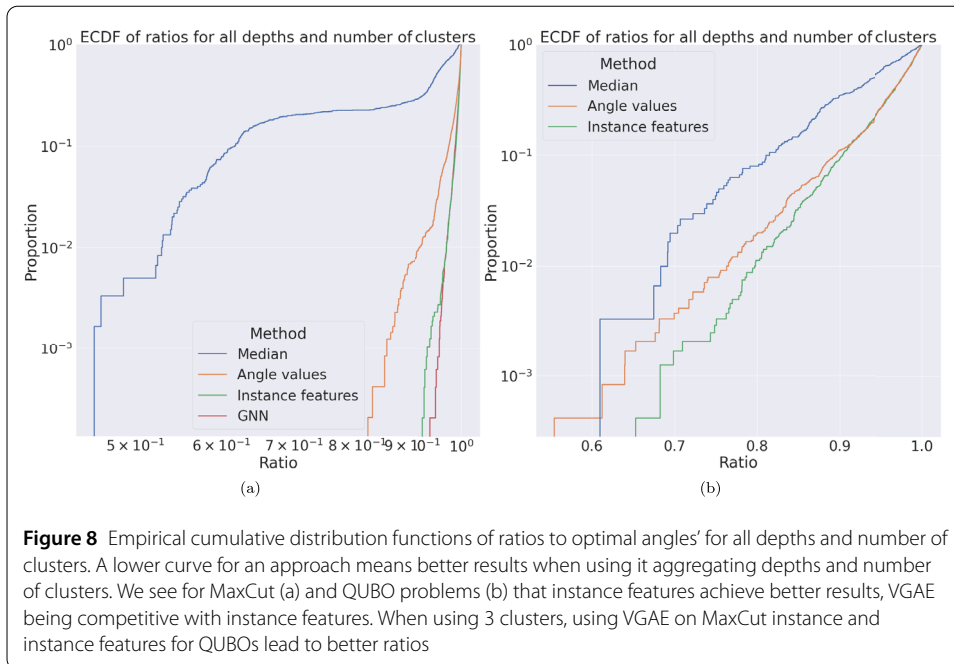 ECDF of ratios for all depths and number of clusters
10⁰
10⁻¹
10⁻²
10⁻³
Proportion
Method
Median
Angle values
Instance features
GNN
5 × 10⁻¹ 6 × 10⁻¹ 7 × 10⁻¹ 8 × 10⁻¹ 9 × 10⁻¹ 10⁰
Ratio
(a)
ECDF of ratios for all depths and number of clusters
10⁰
10⁻¹
10⁻²
10⁻³
Proportion
Method
Median
Angle values
Instance features
0.6 0.7 0.8 0.9 1.0
Ratio
(b)
Figure 8 Empirical cumulative distribution functions of ratios to optimal angles’ for all depths and number of
clusters. A lower curve for an approach means better results when using it aggregating depths and number
of clusters. We see for MaxCut (a) and QUBO problems (b) that instance features achieve better results, VGAE
being competitive with instance features. When using 3 clusters, using VGAE on MaxCut instance and
instance features for QUBOs lead to better ratios